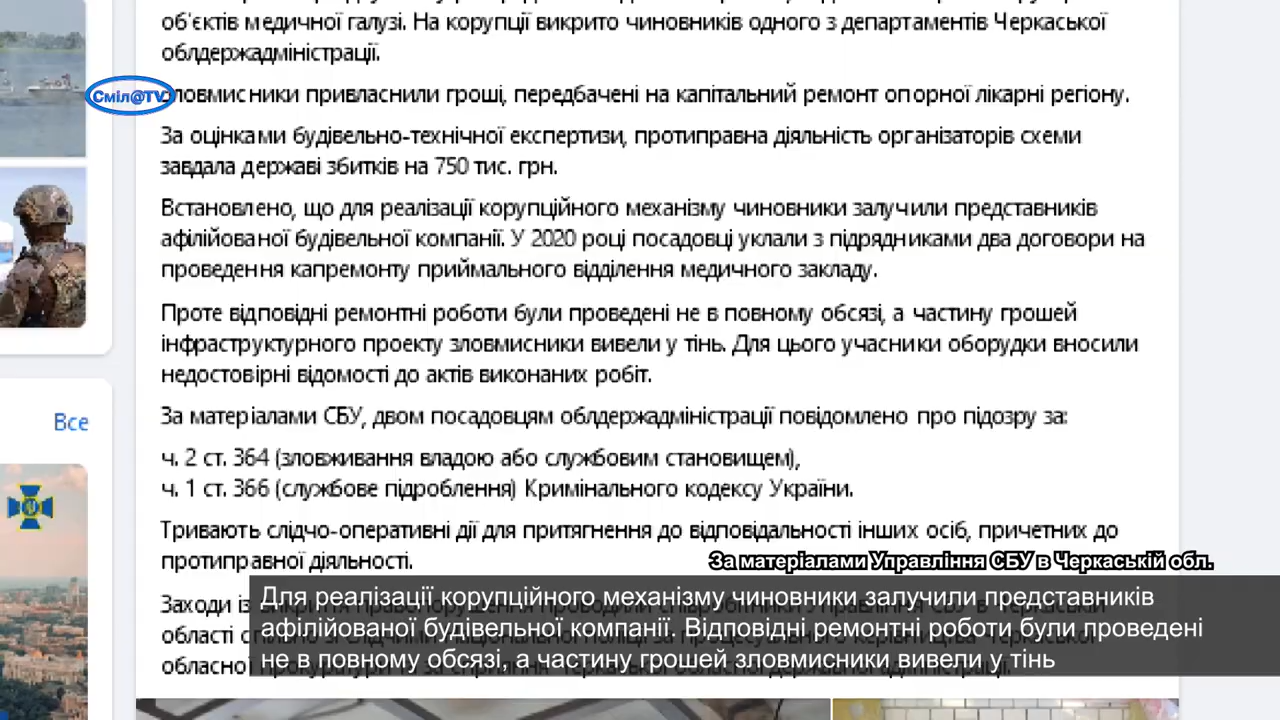 об'єктів медичної галузі. На корупції викрито чиновників одного з департаментів Черкаської
облдержадміністрації.
Сміл@TV
зловмисники привласнили гроші, передбачені на капітальний ремонт опорної лікарні регіону.
За оцінками будівельно-технічної експертизи, протиправна діяльність організаторів схеми
завдала державі збитків на 750 тис. грн.
Встановлено, що для реалізації корупційного механізму чиновники залучили представників
афілійованої будівельної компанії. У 2020 році посадовці уклали з підрядниками два договори на
проведення капремонту приймального відділення медичного закладу.
Проте відповідні ремонтні роботи були проведені не в повному обсязі, а частину грошей
інфраструктурного проекту зловмисники вивели у тінь. Для цього учасники оборудки вносили
недостовірні відомості до актів виконаних робіт.
Все
За матеріалами СБУ, двом посадовцям облдержадміністрації повідомлено про підозру за:
ч. 2 ст. 364 (зловживання владою або службовим становищем),
ч. 1 ст. 366 (службове підроблення) Кримінального кодексу України.
Тривають слідчо-оперативні дії для притягнення до відповідальності інших осіб, причетних до
протиправної діяльності.
За матеріалами Управління СБУ в Черкаській обл.
Заходи із
області
обласної
Для реалізації корупційного механізму чиновники залучили представників
афілійованої будівельної компанії. Відповідні ремонтні роботи були проведені
не в повному обсязі, а частину грошей зловмисники вивели у тінь